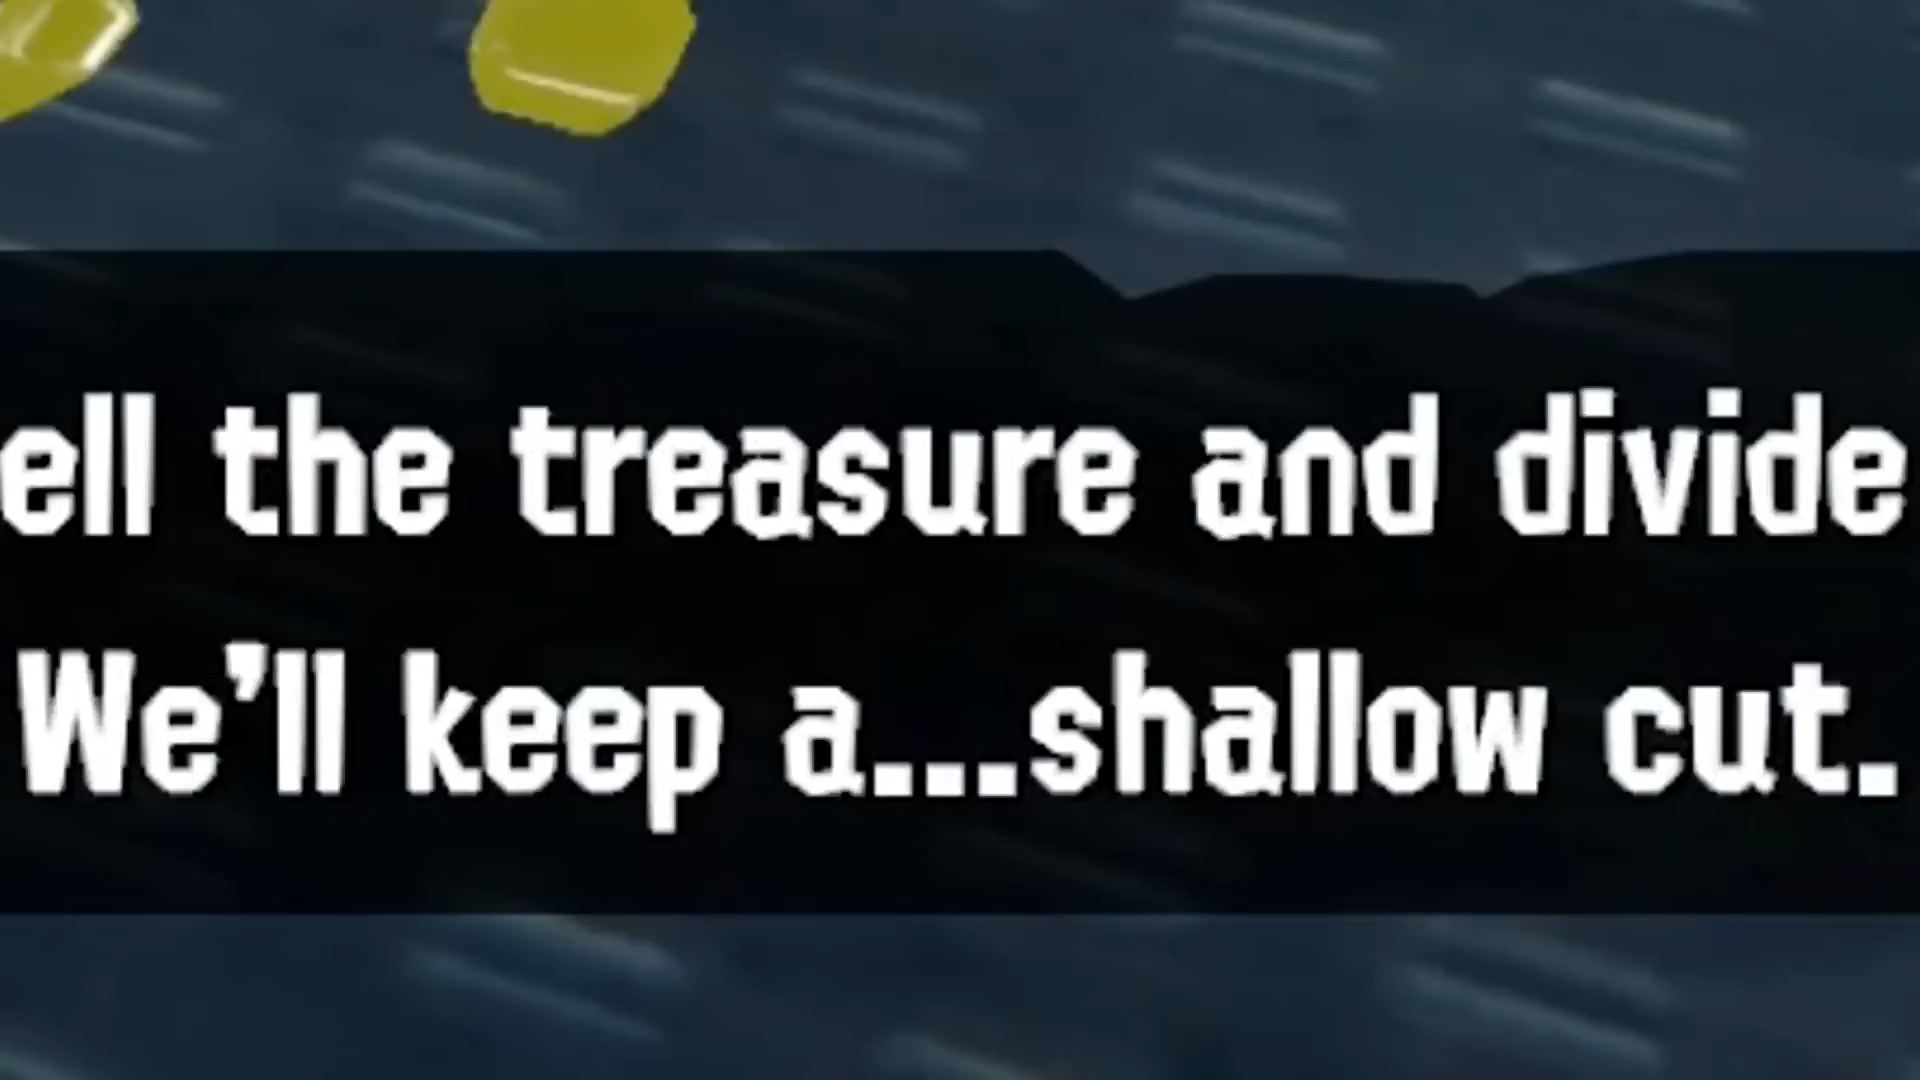 ell the treasure and divide
We’ll keep a...shallow cut.